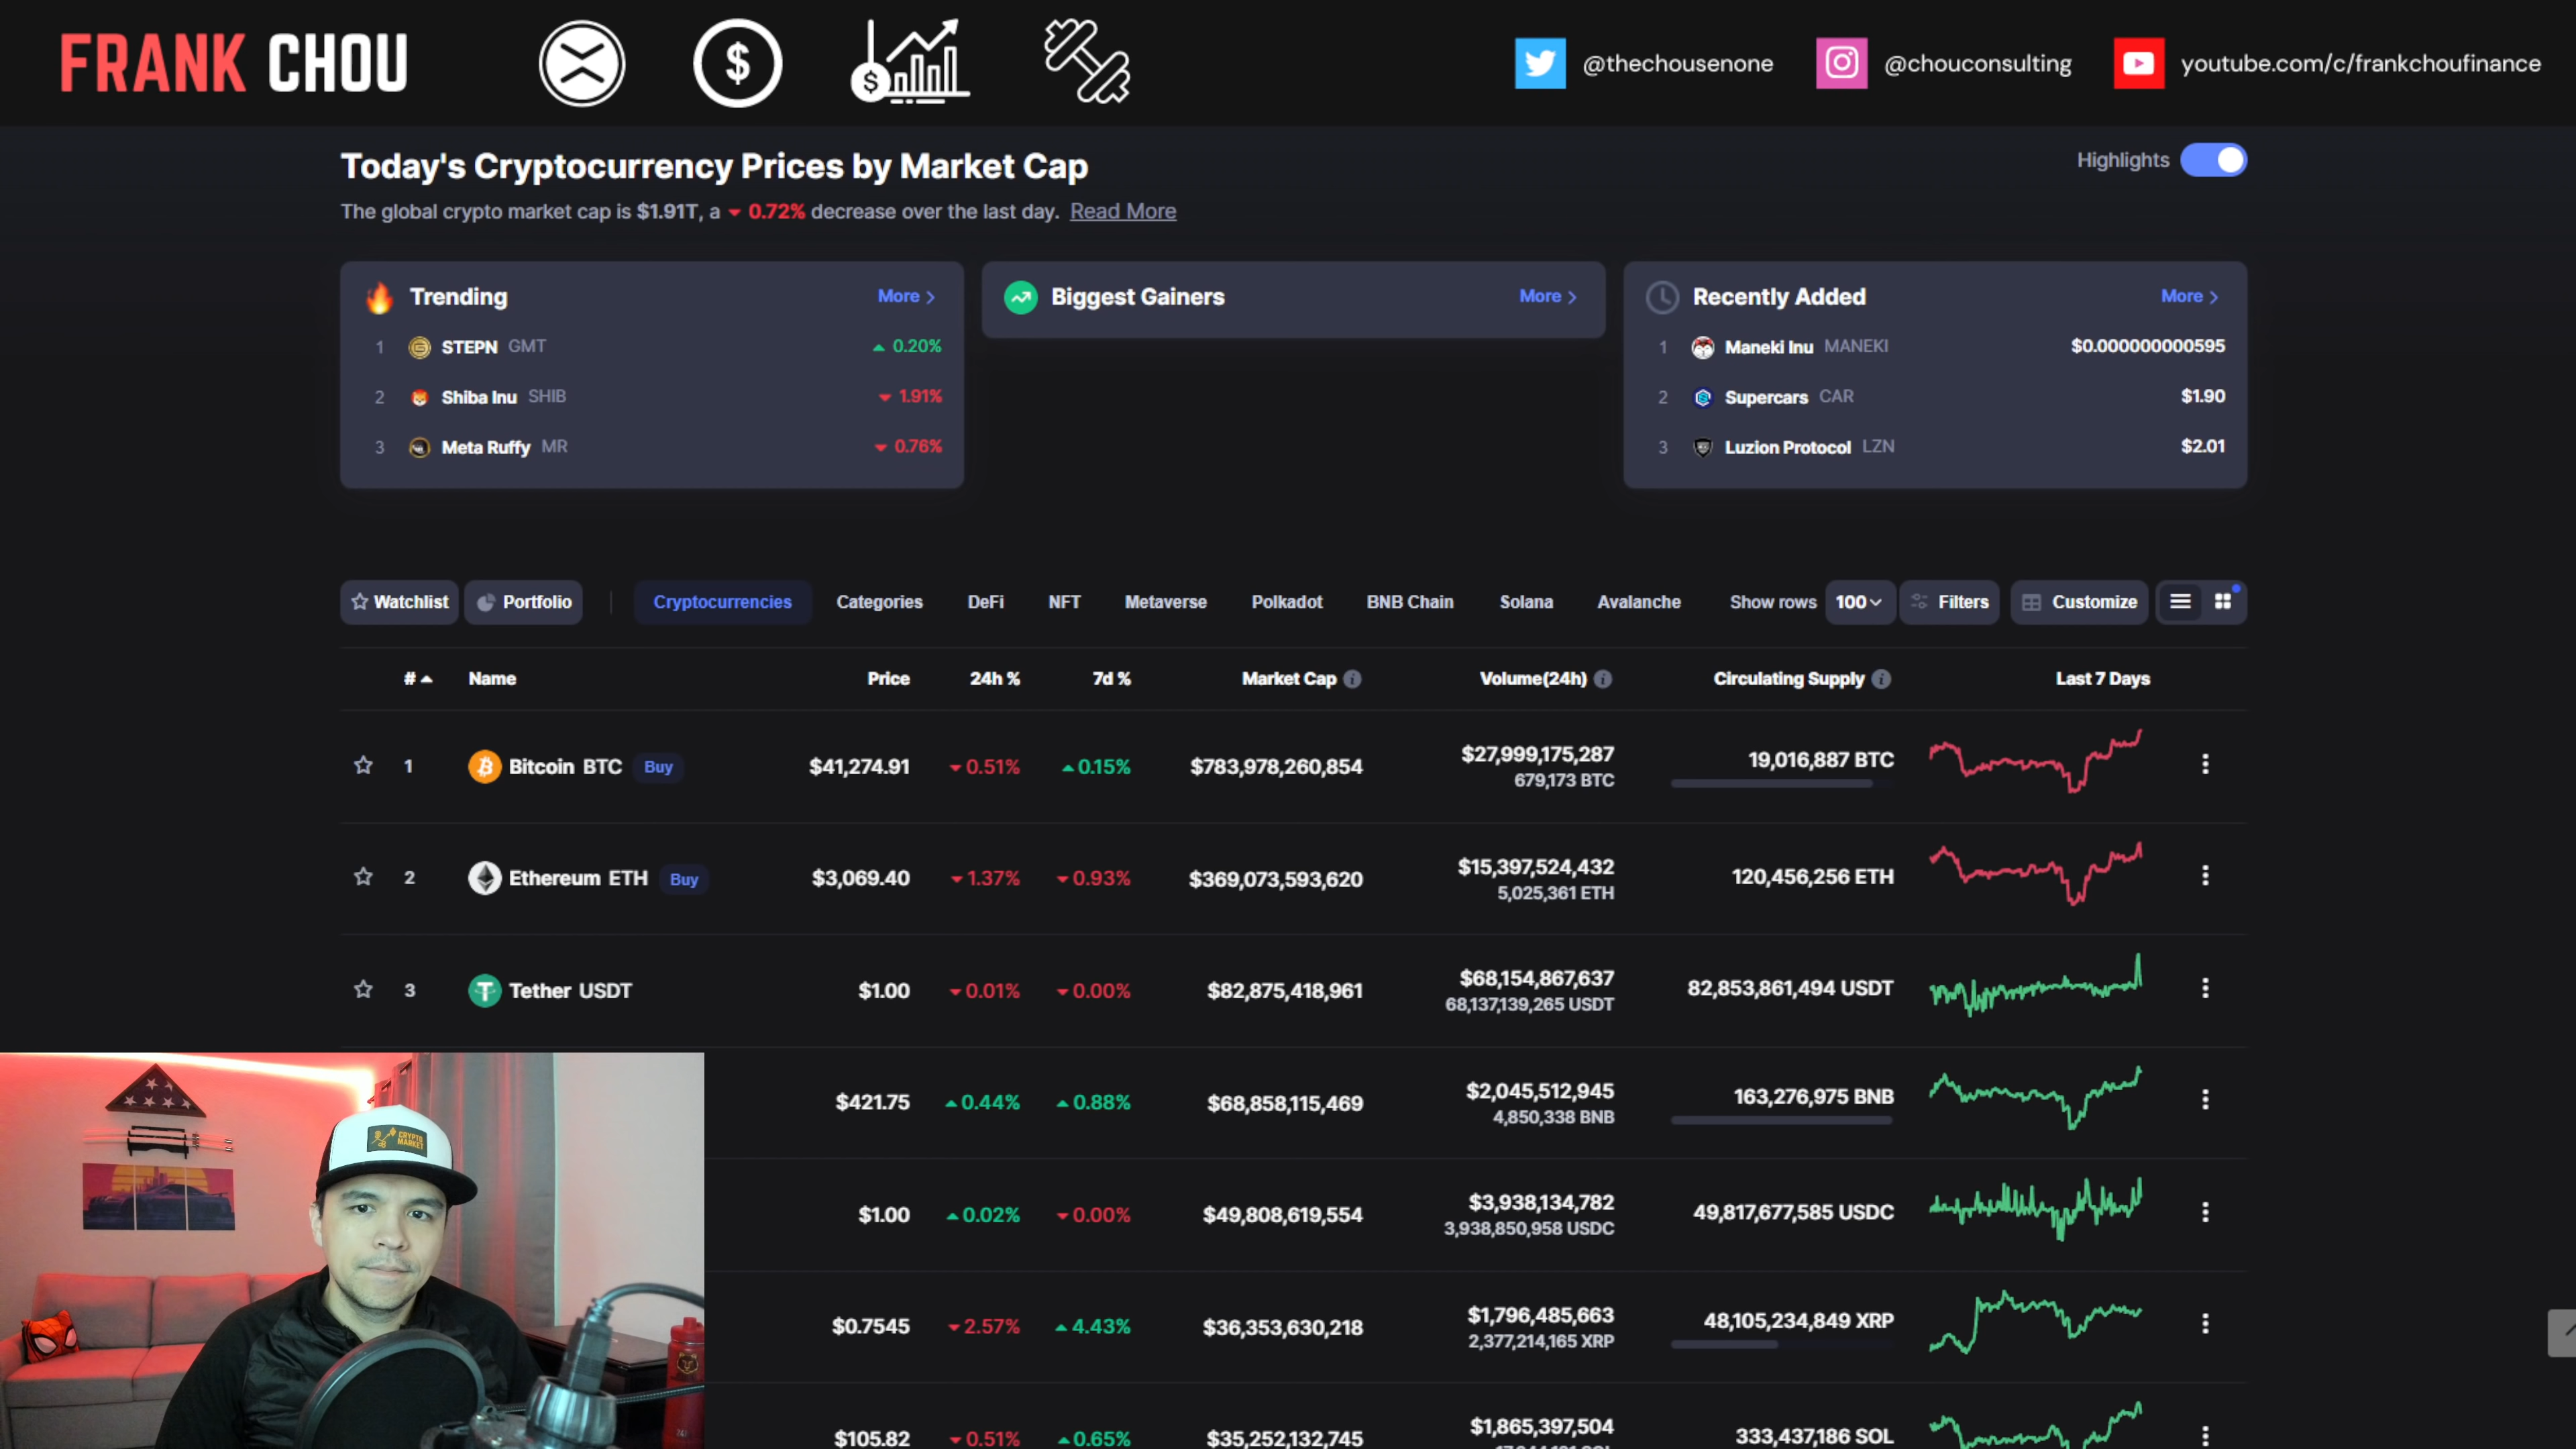 FRANK CHOU
@thechousenone
@chouconsulting
youtube.com/c/frankchoufinance
Today's Cryptocurrency Prices by Market Cap
Highlights
The global crypto market cap is $1.91T, a 0.72% decrease over the last day. Read More
Trending
More
1 STEPN GMT 0.20%
2 Shiba Inu SHIB 1.91%
3 Meta Ruffy MR 0.76%
Biggest Gainers
More
Recently Added
More
1 Maneki Inu MANEKI $0.000000000595
2 Supercars CAR $1.90
3 Luzion Protocol LZN $2.01
Watchlist Portfolio Cryptocurrencies Categories DeFi NFT Metaverse Polkadot BNB Chain Solana Avalanche Show rows 100 Filters Customize
# Name Price 24h % 7d % Market Cap Volume(24h) Circulating Supply Last 7 Days
1 Bitcoin BTC Buy $41,274.91 0.51% 0.15% $783,978,260,854 $27,999,175,287 19,016,887 BTC
679,173 BTC
2 Ethereum ETH Buy $3,069.40 1.37% 0.93% $369,073,593,620 $15,397,524,432 120,456,256 ETH
5,025,361 ETH
3 Tether USDT $1.00 0.01% 0.00% $82,875,418,961 $68,154,867,637 82,853,861,494 USDT
68,137,139,265 USDT
$421.75 0.44% 0.88% $68,858,115,469 $2,045,512,945 163,276,975 BNB
4,850,338 BNB
$1.00 0.02% 0.00% $49,808,619,554 $3,938,134,782 49,817,677,585 USDC
3,938,850,958 USDC
$0.7545 2.57% 4.43% $36,353,630,218 $1,796,485,663 48,105,234,849 XRP
2,377,214,165 XRP
$105.82 0.51% 0.65% $35,252,132,745 $1,865,397,504 333,437,186 SOL
CRYPTO
MARKET